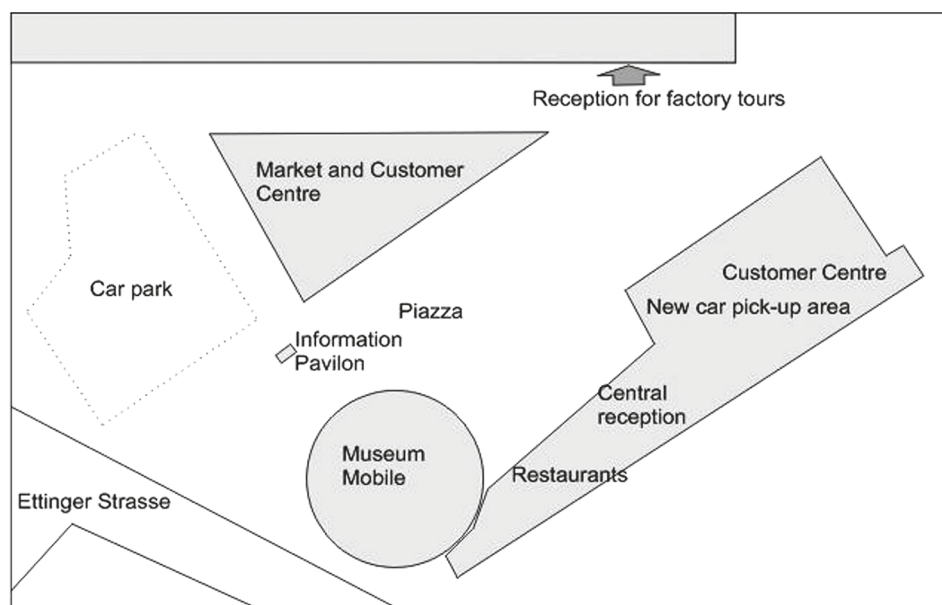 Reception for factory tours
Market and Customer
Centre
Customer Centre
New car pick-up area
Car park
Piazza
Information
Pavilon
Central
reception
Museum
Mobile
Restaurants
Ettinger Strasse